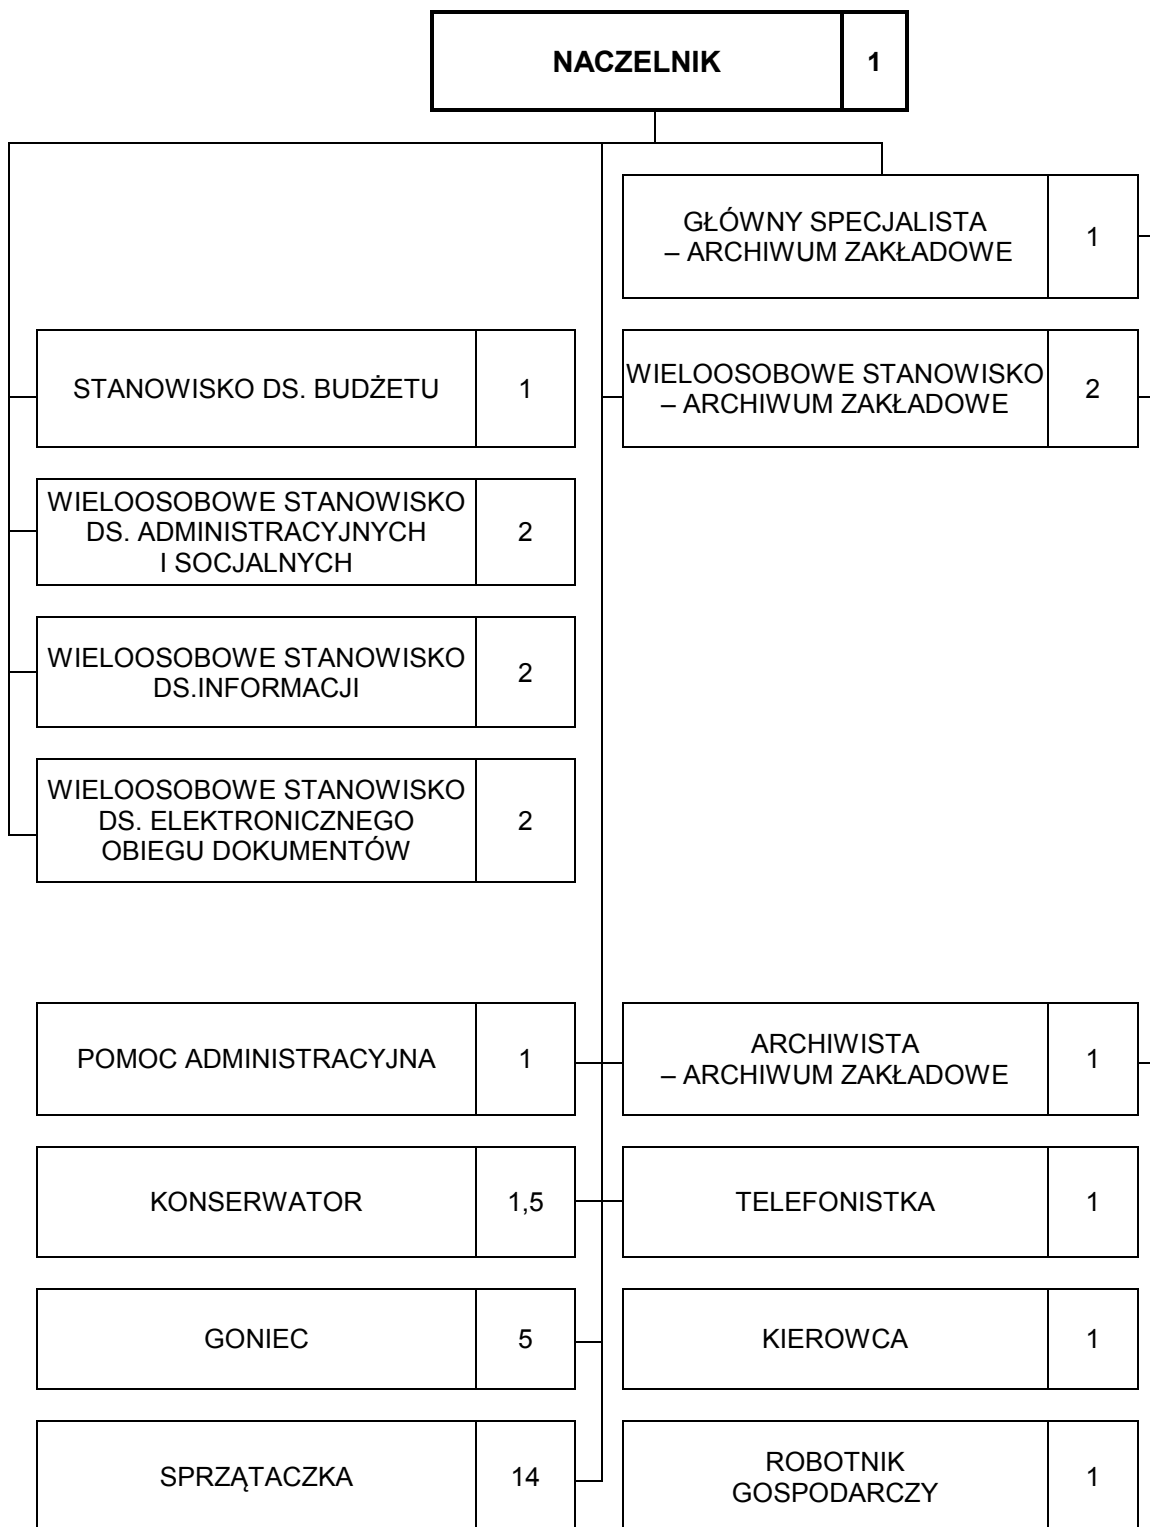 NACZELNIK 1
GŁÓWNY SPECJALISTA
– ARCHIWUM ZAKŁADOWE
1
STANOWISKO DS. BUDŻETU 1
WIELOOSOBOWE STANOWISKO
– ARCHIWUM ZAKŁADOWE
2
WIELOOSOBOWE STANOWISKO
DS. ADMINISTRACYJNYCH
I SOCJALNYCH
2
WIELOOSOBOWE STANOWISKO
DS.INFORMACJI
2
WIELOOSOBOWE STANOWISKO
DS. ELEKTRONICZNEGO
OBIEGU DOKUMENTÓW
2
POMOC ADMINISTRACYJNA 1
ARCHIWISTA
– ARCHIWUM ZAKŁADOWE
1
KONSERWATOR 1,5
TELEFONISTKA 1
GONIEC 5
KIEROWCA 1
SPRZĄTACZKA 14
ROBOTNIK
GOSPODARCZY
1